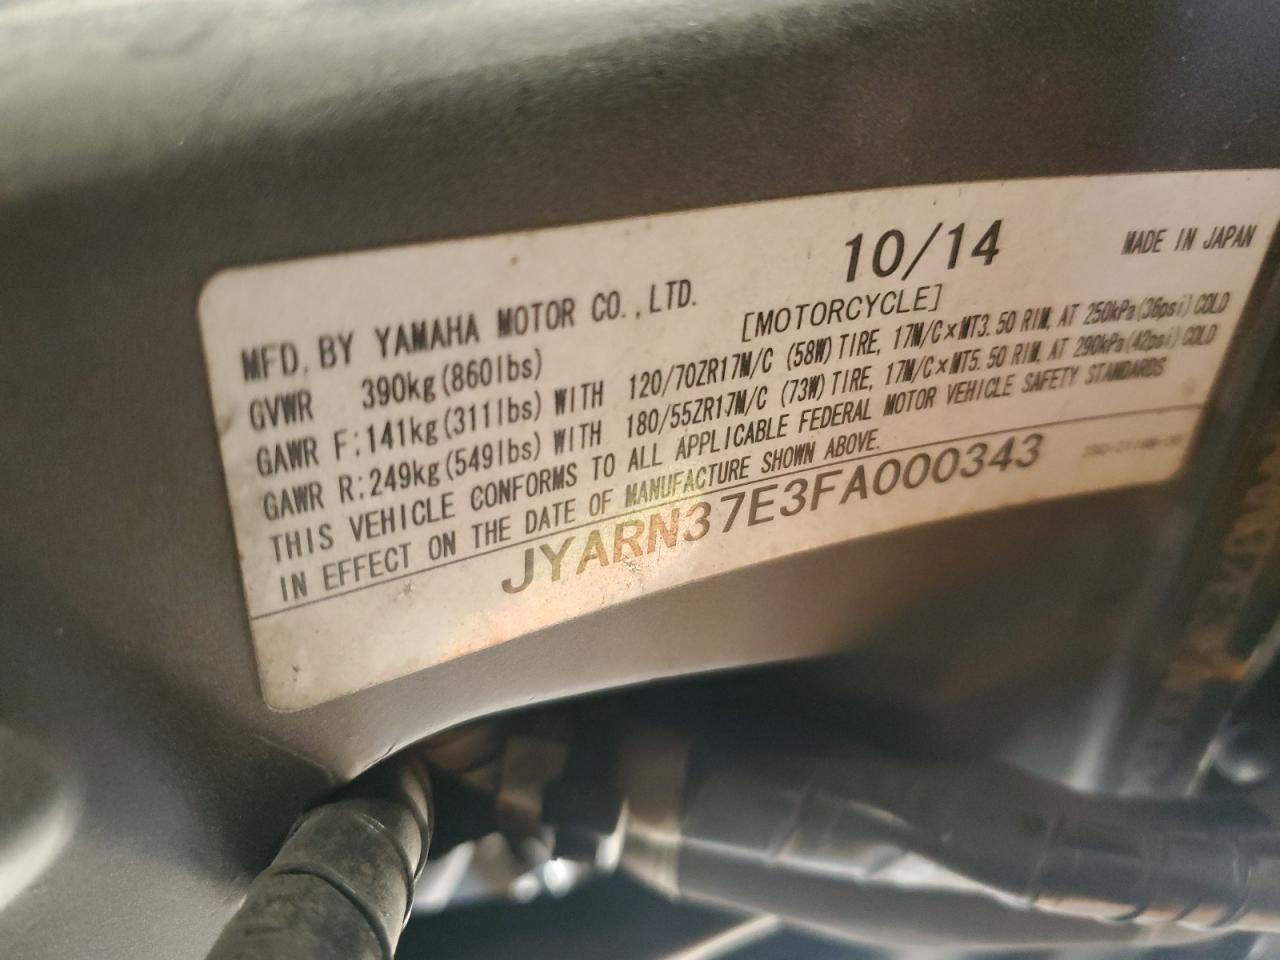 10/14
MADE IN JAPAN
MFD. BY YAMAHA MOTOR CO., LTD.
[MOTORCYCLE]
GVWR 390kg(860lbs)
GAWR F:141kg(311lbs) WITH 120/70ZR17M/C (58W) TIRE, 17M/C×MT3.50 RIM, AT 250kPa(36psi) COLD
GAWR R:249kg(549lbs) WITH 180/55ZR17M/C (73W) TIRE, 17M/C×MT5.50 RIM, AT 290kPa(42psi) COLD
THIS VEHICLE CONFORMS TO ALL APPLICABLE FEDERAL MOTOR VEHICLE SAFETY STANDARDS
IN EFFECT ON THE DATE OF MANUFACTURE SHOWN ABOVE.
JYARN37E3FA000343